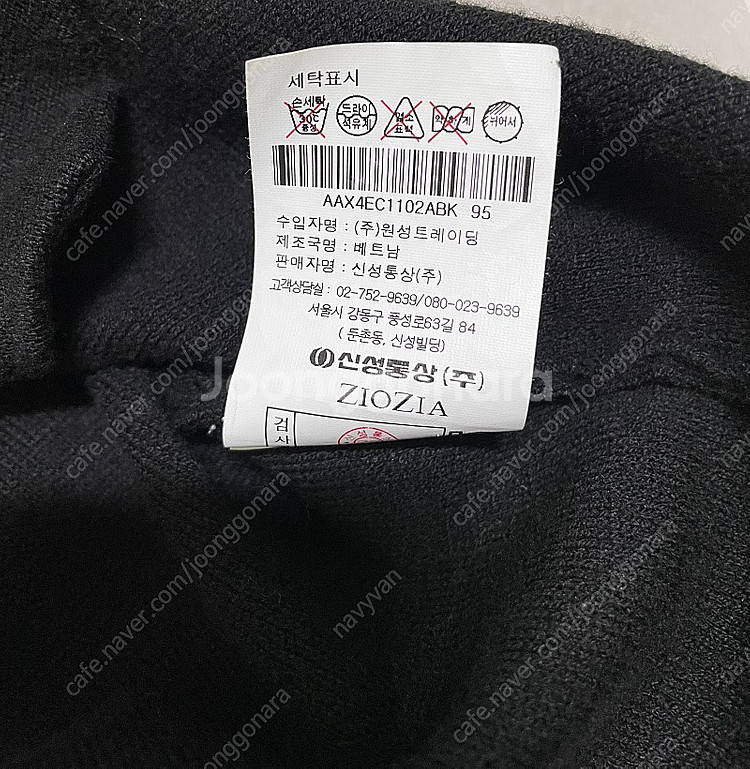 세탁표시
손세탁
30°C
중성
드라이
석유계
염소
표백
약하게
뉘어서
AAX4EC1102ABK 95
수입자명 : (주)원성트레이딩
제조국명 : 베트남
판매자명 : 신성통상(주)
고객상담실 : 02-752-9639/080-023-9639
서울시 강동구 풍성로63길 84
( 둔촌동, 신성빌딩)
신성통상(주)
ZIOZIA
검
사
Joonggonara
cafe.naver.com/joonggonara
navyvan